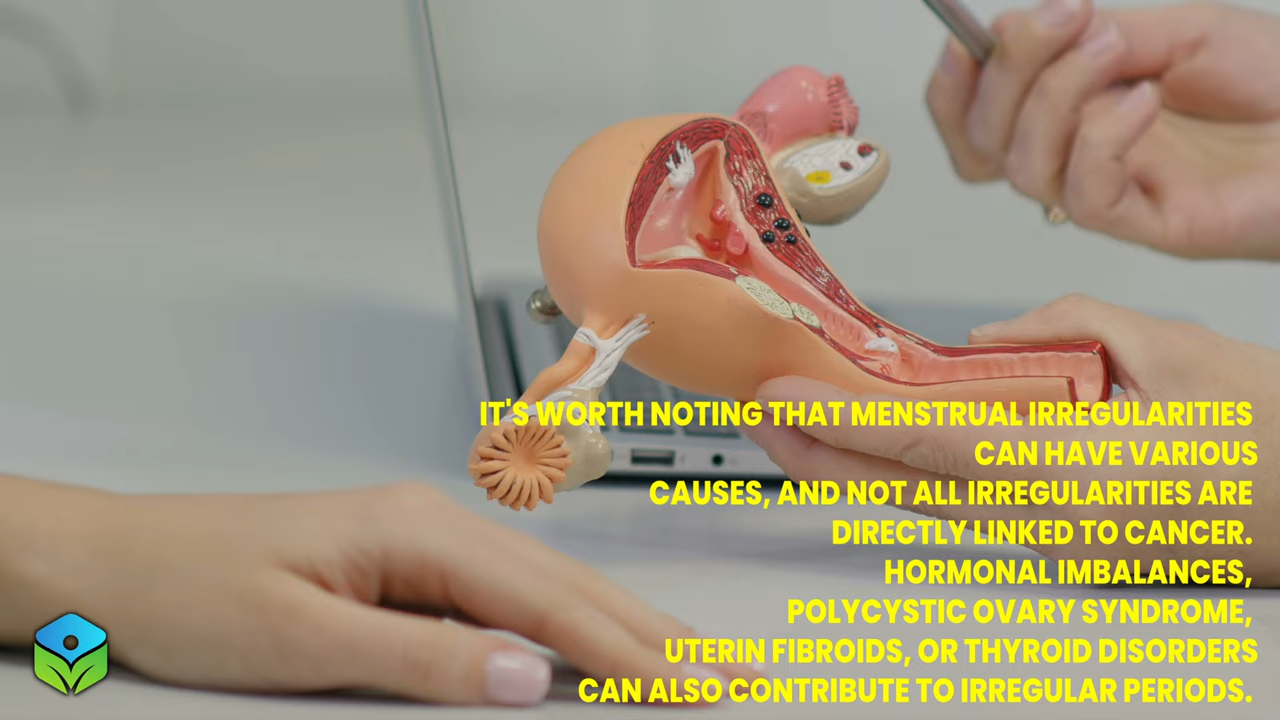 IT'S WORTH NOTING THAT MENSTRUAL IRREGULARITIES
CAN HAVE VARIOUS
CAUSES, AND NOT ALL IRREGULARITIES ARE
DIRECTLY LINKED TO CANCER.
HORMONAL IMBALANCES,
POLYCYSTIC OVARY SYNDROME,
UTERIN FIBROIDS, OR THYROID DISORDERS
CAN ALSO CONTRIBUTE TO IRREGULAR PERIODS.